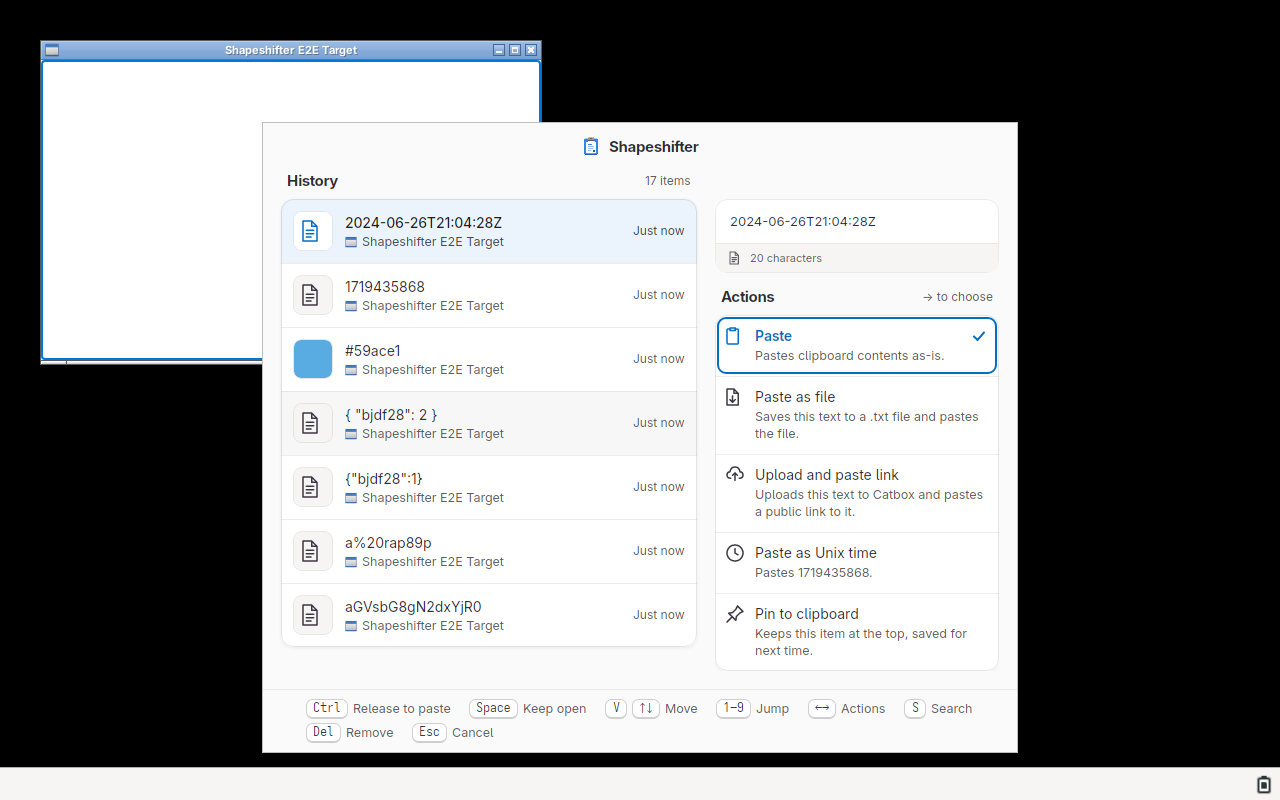 Shapeshifter E2E Target
Shapeshifter
History
17 items
2024-06-26T21:04:28Z
Shapeshifter E2E Target
Just now
1719435868
Shapeshifter E2E Target
Just now
#59ace1
Shapeshifter E2E Target
Just now
{ "bjdf28": 2 }
Shapeshifter E2E Target
Just now
{"bjdf28":1}
Shapeshifter E2E Target
Just now
a%20rap89p
Shapeshifter E2E Target
Just now
aGVsbG8gN2dxYjR0
Shapeshifter E2E Target
Just now
2024-06-26T21:04:28Z
20 characters
Actions
→ to choose
Paste
Pastes clipboard contents as-is.
Paste as file
Saves this text to a .txt file and pastes
the file.
Upload and paste link
Uploads this text to Catbox and pastes
a public link to it.
Paste as Unix time
Pastes 1719435868.
Pin to clipboard
Keeps this item at the top, saved for
next time.
Ctrl Release to paste Space Keep open V ↑↓ Move 1–9 Jump ↔ Actions S Search
Del Remove Esc Cancel